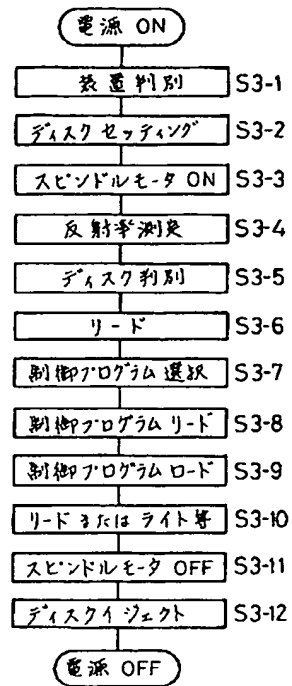 電源 ON
装置判別 S3-1
ディスクセッティング S3-2
スピンドルモータ ON S3-3
反射率測定 S3-4
ディスク判別 S3-5
リード S3-6
制御プログラム選択 S3-7
制御プログラムリード S3-8
制御プログラムロード S3-9
リードまたはライト等 S3-10
スピンドルモータ OFF S3-11
ディスクイジェクト S3-12
電源 OFF